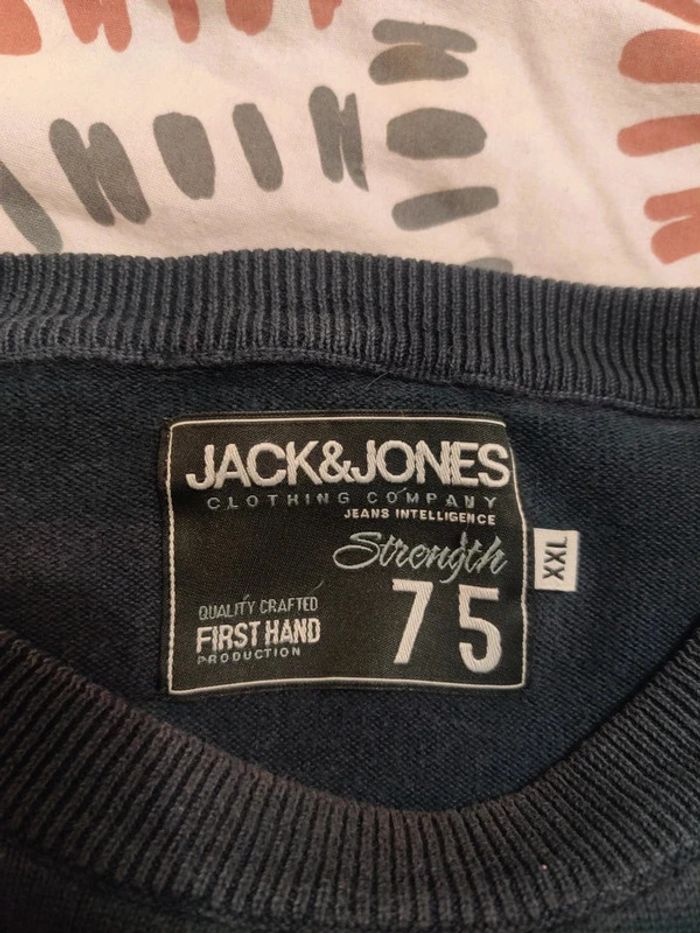 JACK&JONES
CLOTHING COMPANY
JEANS INTELLIGENCE
Strength
75
QUALITY CRAFTED
FIRST HAND
PRODUCTION
XXL